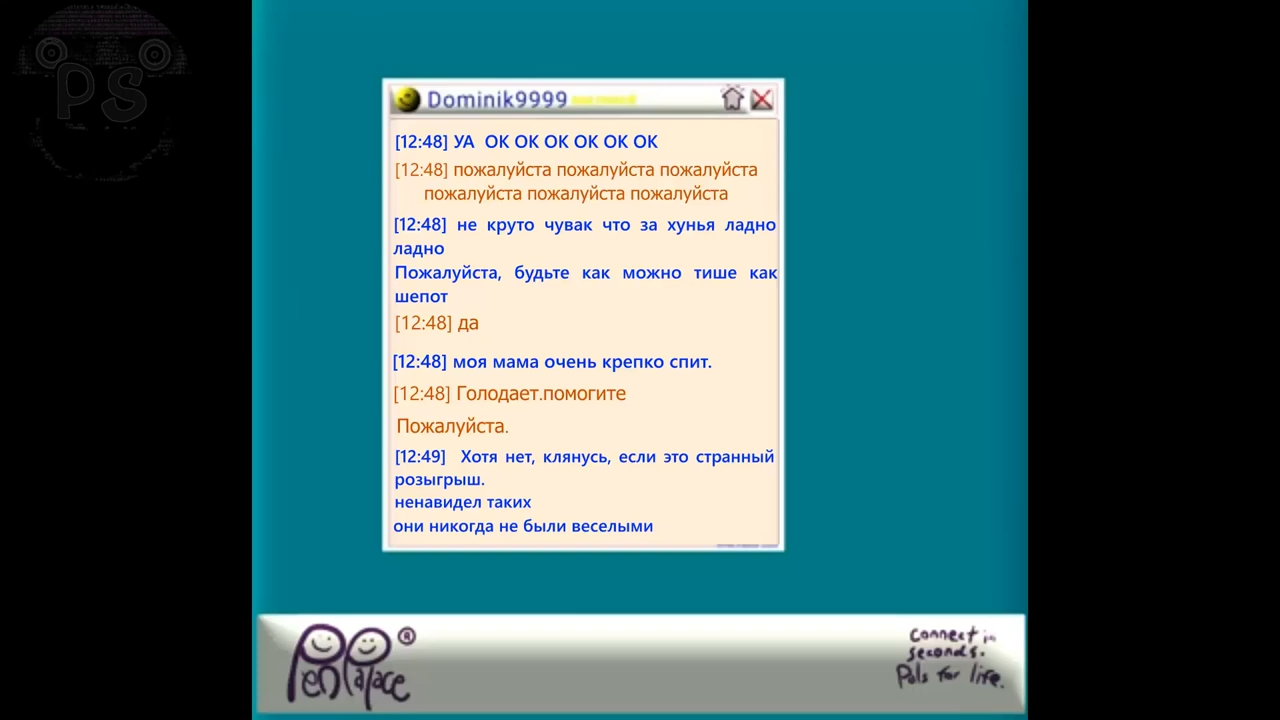 PS
Dominik9999
[12:48] УА ОК ОК ОК ОК ОК ОК
[12:48] пожалуйста пожалуйста пожалуйста
пожалуйста пожалуйста пожалуйста
[12:48] не круто чувак что за хунья ладно
ладно
Пожалуйста, будьте как можно тише как
шепот
[12:48] да
[12:48] моя мама очень крепко спит.
[12:48] Голодает.помогите
Пожалуйста.
[12:49] Хотя нет, клянусь, если это странный
розыгрыш.
ненавидел таких
они никогда не были веселыми
PenPalace ®
connect in
seconds.
Pals for life.